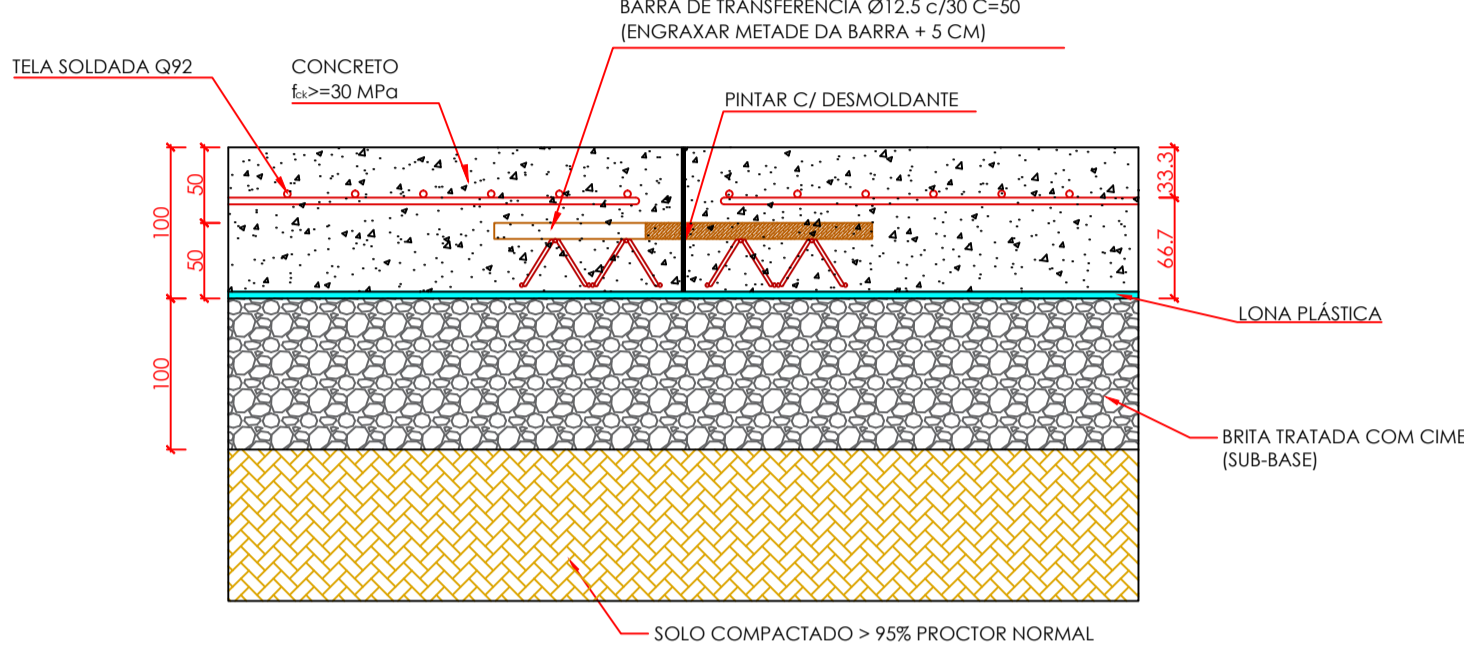 BARRA DE TRANSFERÊNCIA Ø12.5 c/30 C=50
(ENGRAXAR METADE DA BARRA + 5 CM)
TELA SOLDADA Q92
CONCRETO
fck>=30 MPa
PINTAR C/ DESMOLDANTE
50
100
50
33.3
66.7
LONA PLÁSTICA
100
BRITA TRATADA COM CIME
(SUB-BASE)
SOLO COMPACTADO > 95% PROCTOR NORMAL